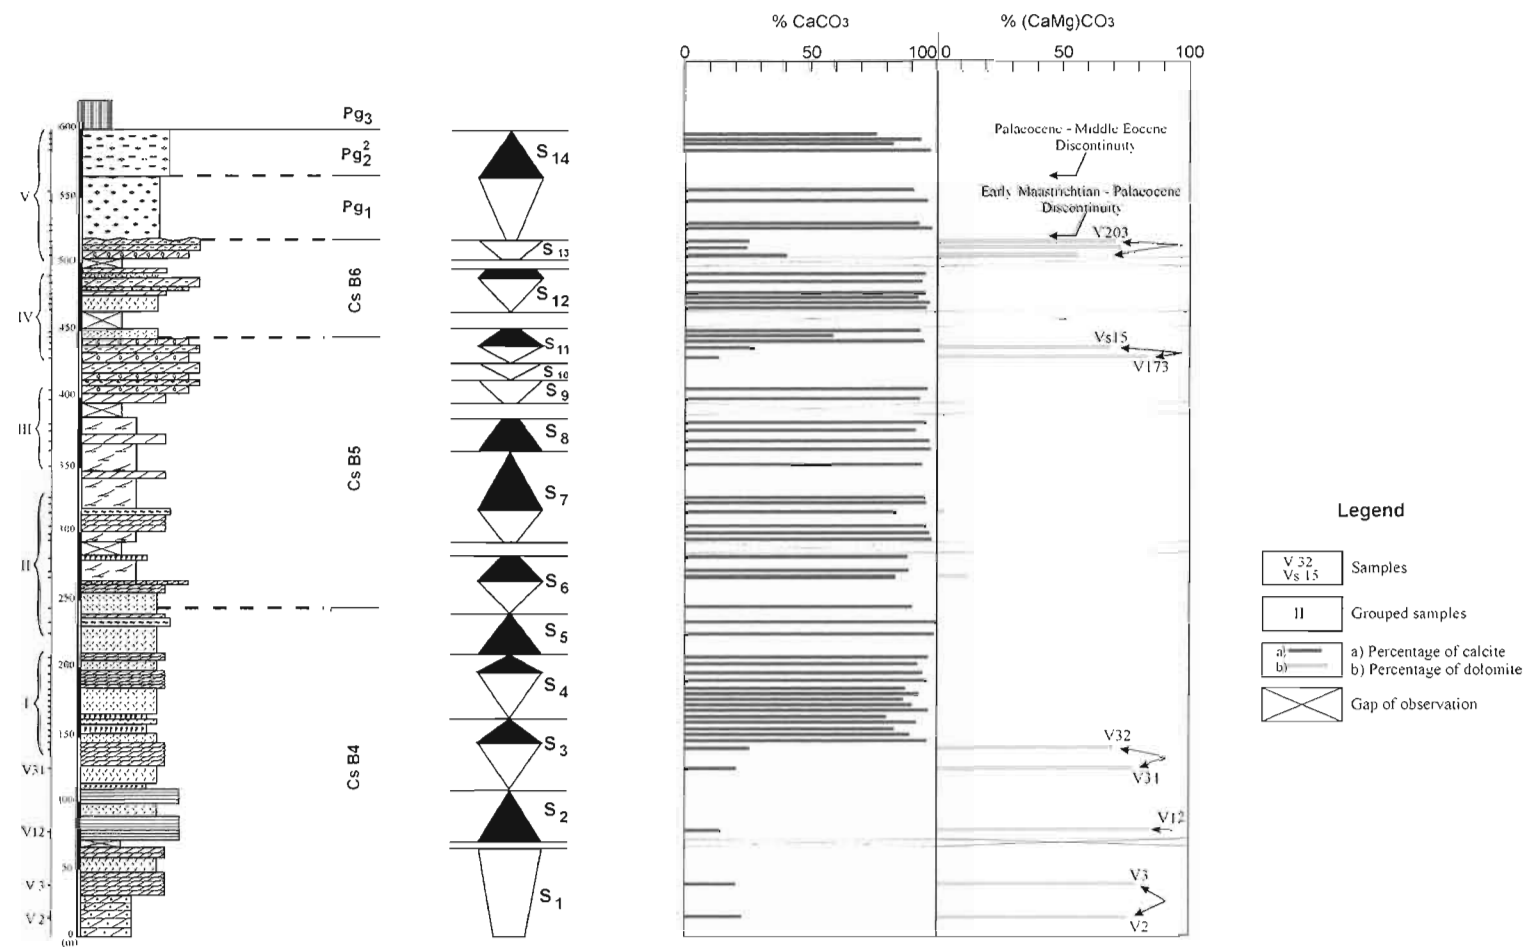 % CaCO3
% (CaMg)CO3
0 50 100
0 50 100
Pg3
Pg2 2
Pg1
Cs B6
Cs B5
Cs B4
600
550
500
450
400
350
300
250
200
150
100
50
0
(m)
V
IV
III
II
I
V31
V12
V3
V2
S14
S13
S12
S11
S10
S9
S8
S7
S6
S5
S4
S3
S2
S1
Palaeocene - Middle Eocene
Discontinuity
Early Maastrichtian - Palaeocene
Discontinuity
V203
Vs15
V173
V32
V31
V12
V3
V2
Legend
V 32
Vs 15
Samples
II
Grouped samples
a)
b)
a) Percentage of calcite
b) Percentage of dolomite
Gap of observation